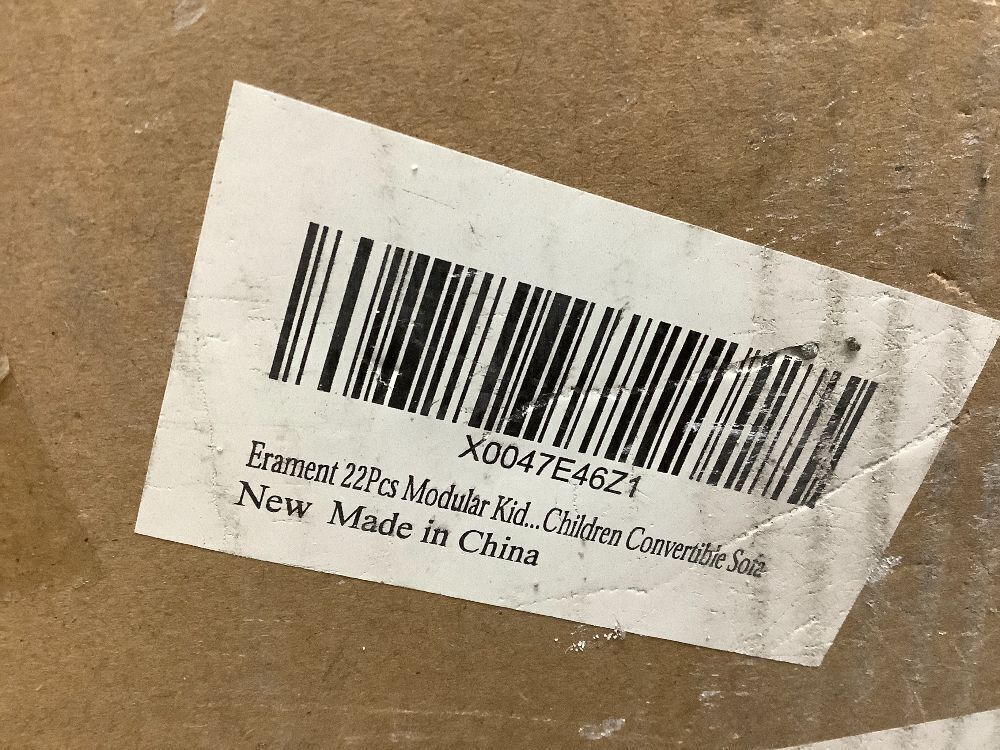 X0047E46Z1
Erament 22Pcs Modular Kid...Children Convertible Sofa
New Made in China